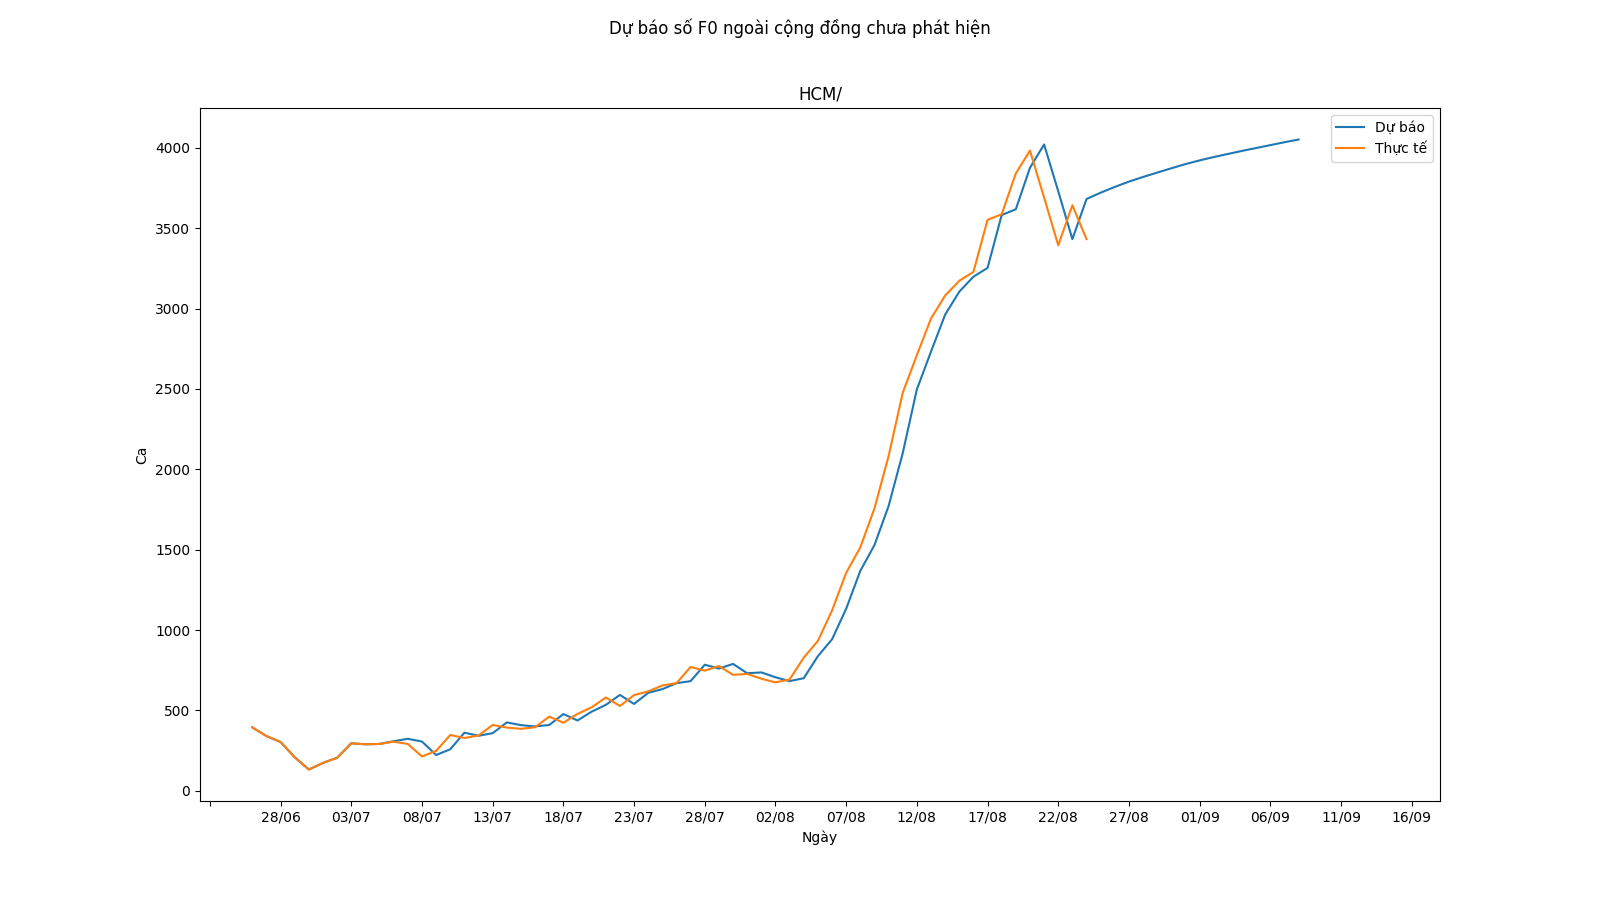 Dự báo số F0 ngoài cộng đồng chưa phát hiện
HCM/
Dự báo
Thực tế
4000
3500
3000
2500
2000
1500
1000
500
0
Ca
28/06 03/07 08/07 13/07 18/07 23/07 28/07 02/08 07/08 12/08 17/08 22/08 27/08 01/09 06/09 11/09 16/09
Ngày